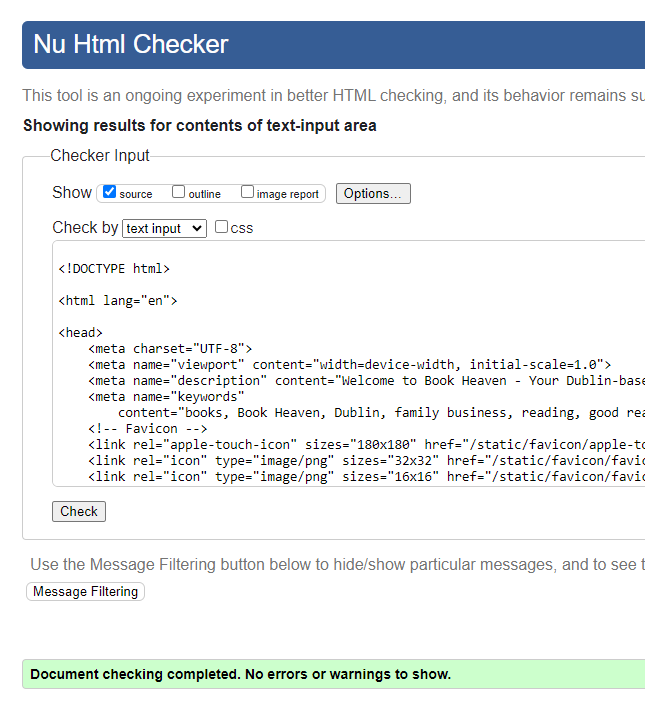 Nu Html Checker
This tool is an ongoing experiment in better HTML checking, and its behavior remains
Showing results for contents of text-input area
Checker Input
Show source outline image report Options...
Check by text input css
<!DOCTYPE html>
<html lang="en">
<head>
<meta charset="UTF-8">
<meta name="viewport" content="width=device-width, initial-scale=1.0">
<meta name="description" content="Welcome to Book Heaven - Your Dublin-base
<meta name="keywords"
content="books, Book Heaven, Dublin, family business, reading, good rea
<!-- Favicon -->
<link rel="apple-touch-icon" sizes="180x180" href="/static/favicon/apple-to
<link rel="icon" type="image/png" sizes="32x32" href="/static/favicon/favic
<link rel="icon" type="image/png" sizes="16x16" href="/static/favicon/favic
Check
Use the Message Filtering button below to hide/show particular messages, and to see
Message Filtering
Document checking completed. No errors or warnings to show.